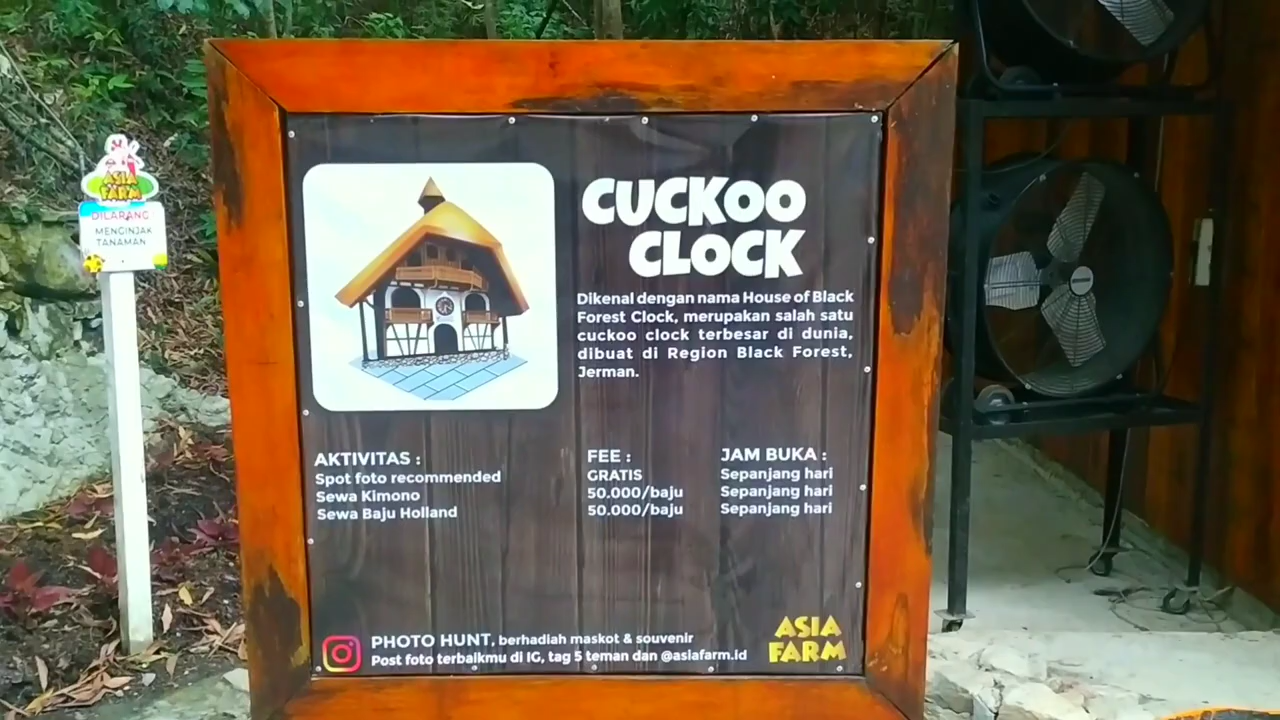 ASIA
FARM
DILARANG
MENGINJAK
TANAMAN
CUCKOO
CLOCK
Dikenal dengan nama House of Black
Forest Clock, merupakan salah satu
cuckoo clock terbesar di dunia,
dibuat di Region Black Forest,
Jerman.
AKTIVITAS : FEE : JAM BUKA :
Spot foto recommended GRATIS Sepanjang hari
Sewa Kimono 50.000/baju Sepanjang hari
Sewa Baju Holland 50.000/baju Sepanjang hari
PHOTO HUNT, berhadiah maskot & souvenir
Post foto terbaikmu di IG, tag 5 teman dan @asiafarm.id
ASIA
FARM